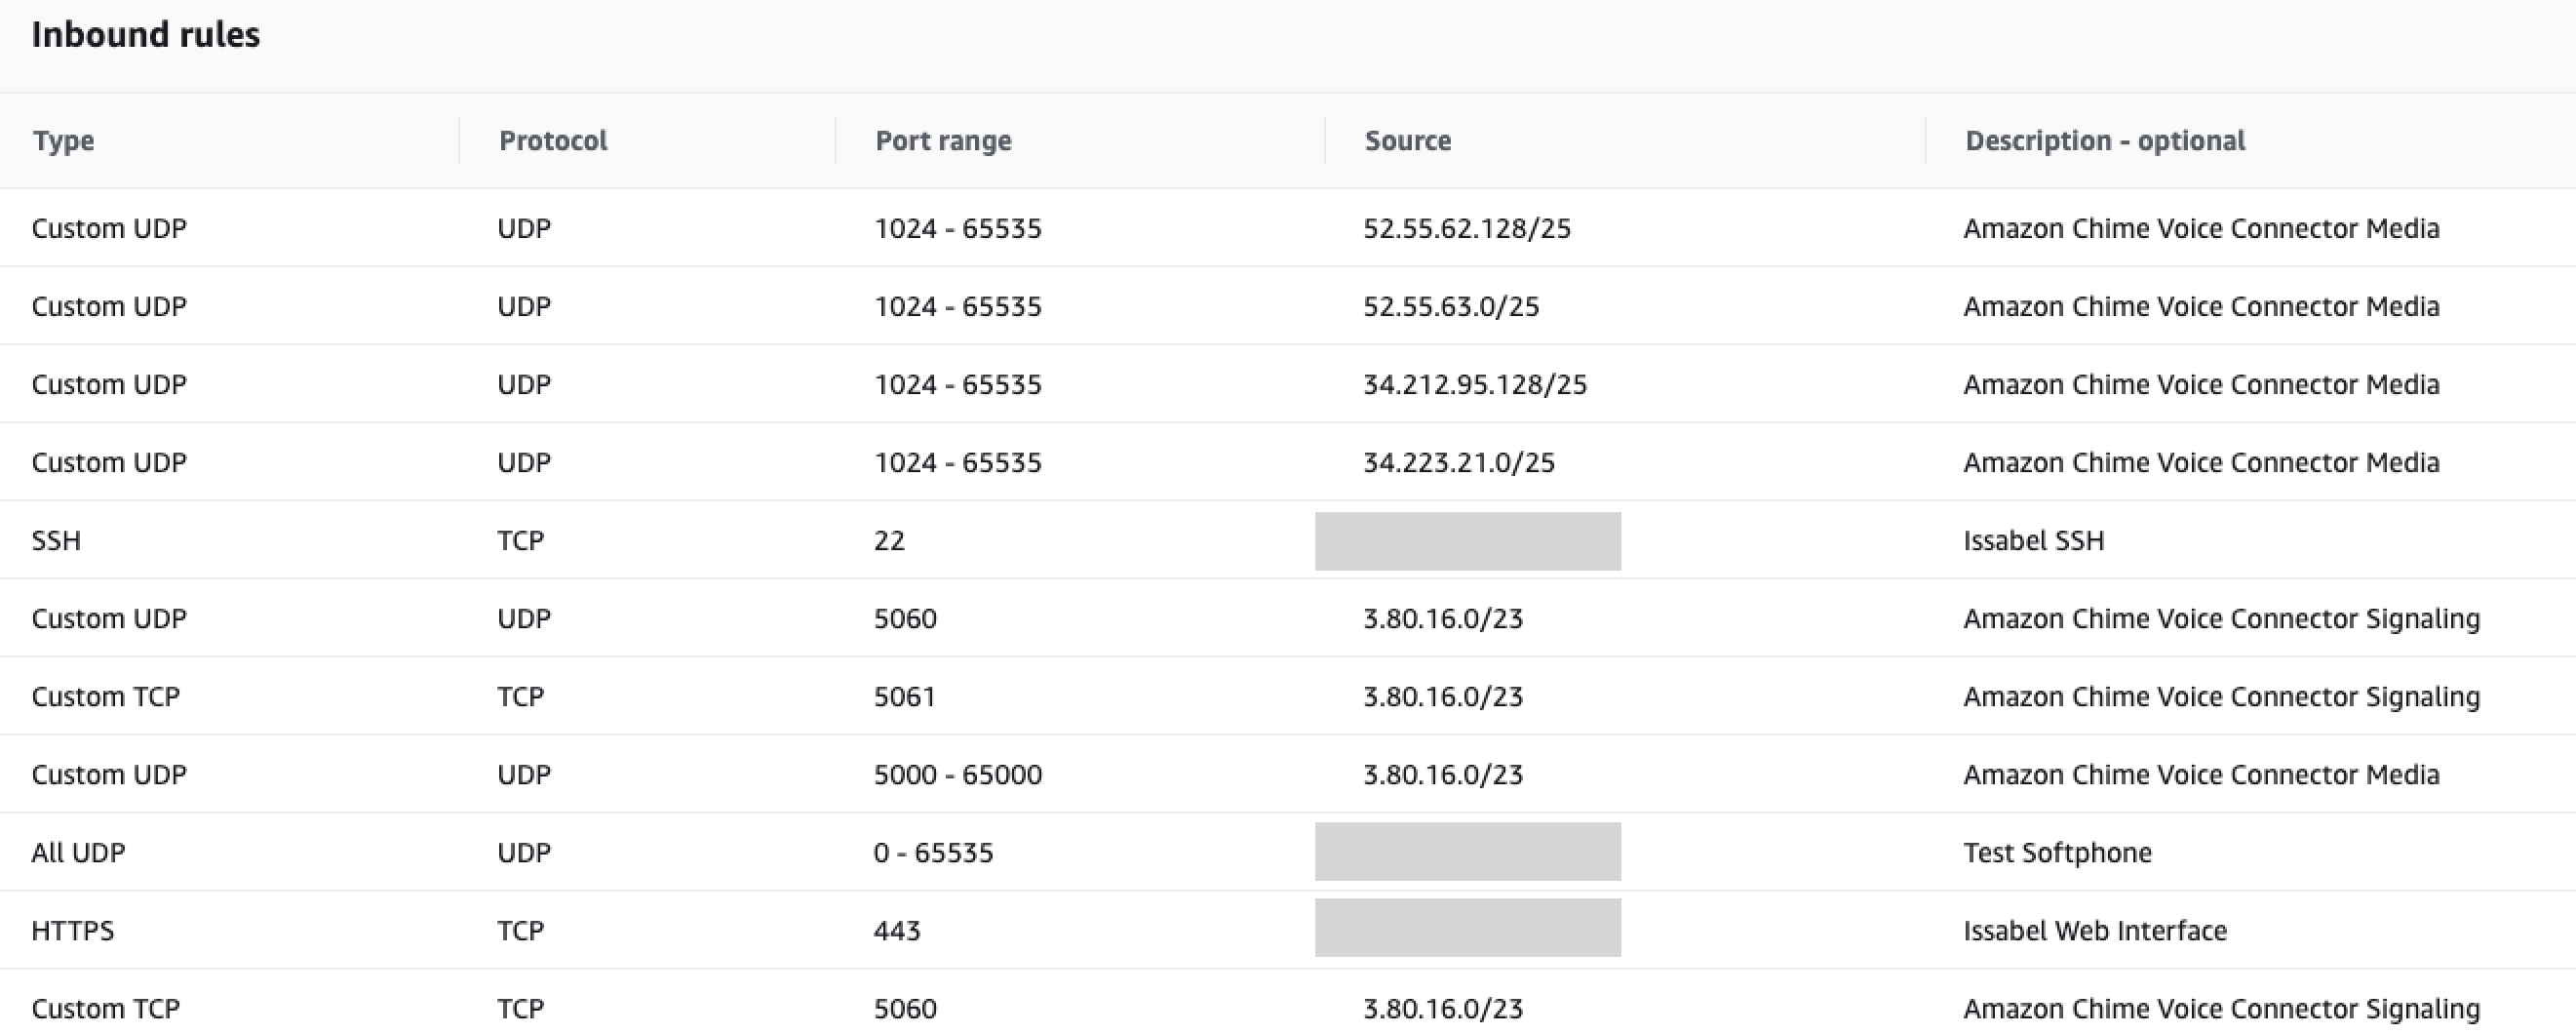 Inbound rules
Type Protocol Port range Source Description - optional
Custom UDP UDP 1024 - 65535 52.55.62.128/25 Amazon Chime Voice Connector Media
Custom UDP UDP 1024 - 65535 52.55.63.0/25 Amazon Chime Voice Connector Media
Custom UDP UDP 1024 - 65535 34.212.95.128/25 Amazon Chime Voice Connector Media
Custom UDP UDP 1024 - 65535 34.223.21.0/25 Amazon Chime Voice Connector Media
SSH TCP 22 Issabel SSH
Custom UDP UDP 5060 3.80.16.0/23 Amazon Chime Voice Connector Signaling
Custom TCP TCP 5061 3.80.16.0/23 Amazon Chime Voice Connector Signaling
Custom UDP UDP 5000 - 65000 3.80.16.0/23 Amazon Chime Voice Connector Media
All UDP UDP 0 - 65535 Test Softphone
HTTPS TCP 443 Issabel Web Interface
Custom TCP TCP 5060 3.80.16.0/23 Amazon Chime Voice Connector Signaling